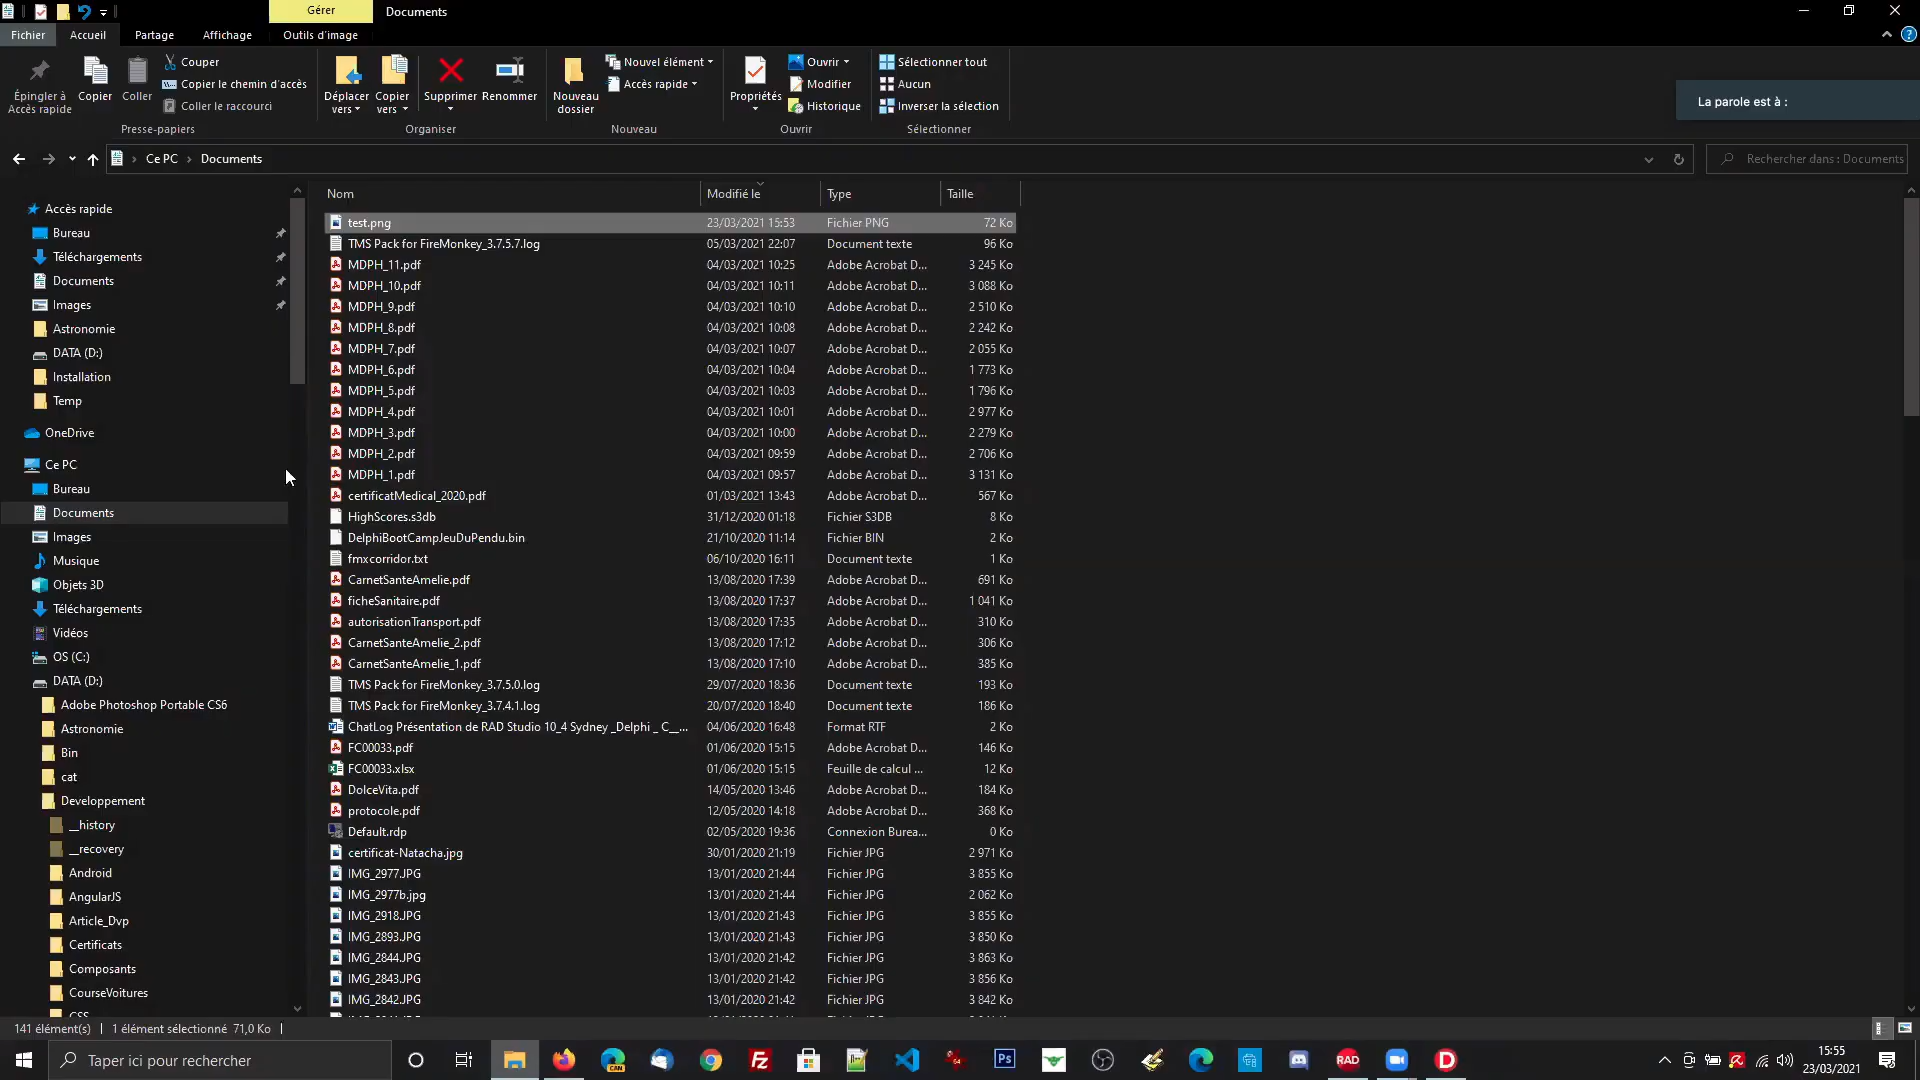 Gérer
Documents
Fichier
Accueil
Partage
Affichage
Outils d'image
Épingler à
Accès rapide
Copier
Coller
Couper
Copier le chemin d'accès
Coller le raccourci
Presse-papiers
Déplacer
vers
Copier
vers
Supprimer
Renommer
Organiser
Nouveau
dossier
Nouvel élément
Accès rapide
Nouveau
Propriétés
Ouvrir
Modifier
Historique
Ouvrir
Sélectionner tout
Aucun
Inverser la sélection
Sélectionner
La parole est à :
Ce PC
Documents
Rechercher dans : Documents
Accès rapide
Bureau
Téléchargements
Documents
Images
Astronomie
DATA (D:)
Installation
Temp
OneDrive
Ce PC
Bureau
Documents
Images
Musique
Objets 3D
Téléchargements
Vidéos
OS (C:)
DATA (D:)
Adobe Photoshop Portable CS6
Astronomie
Bin
cat
Developpement
__history
__recovery
Android
AngularJS
Article_Dvp
Certificats
Composants
CourseVoitures
CSS
Nom Modifié le Type Taille
test.png 23/03/2021 15:53 Fichier PNG 72 Ko
TMS Pack for FireMonkey_3.7.5.7.log 05/03/2021 22:07 Document texte 96 Ko
MDPH_11.pdf 04/03/2021 10:25 Adobe Acrobat D... 3 245 Ko
MDPH_10.pdf 04/03/2021 10:11 Adobe Acrobat D... 3 088 Ko
MDPH_9.pdf 04/03/2021 10:10 Adobe Acrobat D... 2 510 Ko
MDPH_8.pdf 04/03/2021 10:08 Adobe Acrobat D... 2 242 Ko
MDPH_7.pdf 04/03/2021 10:07 Adobe Acrobat D... 2 055 Ko
MDPH_6.pdf 04/03/2021 10:04 Adobe Acrobat D... 1 773 Ko
MDPH_5.pdf 04/03/2021 10:03 Adobe Acrobat D... 1 796 Ko
MDPH_4.pdf 04/03/2021 10:01 Adobe Acrobat D... 2 977 Ko
MDPH_3.pdf 04/03/2021 10:00 Adobe Acrobat D... 2 279 Ko
MDPH_2.pdf 04/03/2021 09:59 Adobe Acrobat D... 2 706 Ko
MDPH_1.pdf 04/03/2021 09:57 Adobe Acrobat D... 3 131 Ko
certificatMedical_2020.pdf 01/03/2021 13:43 Adobe Acrobat D... 567 Ko
HighScores.s3db 31/12/2020 01:18 Fichier S3DB 8 Ko
DelphiBootCampJeuDuPendu.bin 21/10/2020 11:14 Fichier BIN 2 Ko
fmxcorridor.txt 06/10/2020 16:11 Document texte 1 Ko
CarnetSanteAmelie.pdf 13/08/2020 17:39 Adobe Acrobat D... 691 Ko
ficheSanitaire.pdf 13/08/2020 17:37 Adobe Acrobat D... 1 041 Ko
autorisationTransport.pdf 13/08/2020 17:35 Adobe Acrobat D... 310 Ko
CarnetSanteAmelie_2.pdf 13/08/2020 17:12 Adobe Acrobat D... 306 Ko
CarnetSanteAmelie_1.pdf 13/08/2020 17:10 Adobe Acrobat D... 385 Ko
TMS Pack for FireMonkey_3.7.5.0.log 29/07/2020 18:36 Document texte 193 Ko
TMS Pack for FireMonkey_3.7.4.1.log 20/07/2020 18:40 Document texte 186 Ko
ChatLog Présentation de RAD Studio 10_4 Sydney _Delphi _ C__... 04/06/2020 16:48 Format RTF 2 Ko
FC00033.pdf 01/06/2020 15:15 Adobe Acrobat D... 146 Ko
FC00033.xlsx 01/06/2020 15:15 Feuille de calcul ... 12 Ko
DolceVita.pdf 14/05/2020 13:46 Adobe Acrobat D... 184 Ko
protocole.pdf 12/05/2020 14:18 Adobe Acrobat D... 368 Ko
Default.rdp 02/05/2020 19:36 Connexion Burea... 0 Ko
certificat-Natacha.jpg 30/01/2020 21:19 Fichier JPG 2 971 Ko
IMG_2977.JPG 13/01/2020 21:44 Fichier JPG 3 855 Ko
IMG_2977b.jpg 13/01/2020 21:44 Fichier JPG 2 062 Ko
IMG_2918.JPG 13/01/2020 21:43 Fichier JPG 3 855 Ko
IMG_2893.JPG 13/01/2020 21:43 Fichier JPG 3 850 Ko
IMG_2844.JPG 13/01/2020 21:42 Fichier JPG 3 863 Ko
IMG_2843.JPG 13/01/2020 21:42 Fichier JPG 3 856 Ko
IMG_2842.JPG 13/01/2020 21:42 Fichier JPG 3 842 Ko
141 élément(s) 1 élément sélectionné 71,0 Ko
Taper ici pour rechercher
CAN
Fz
Ps
RAD
D
15:55
23/03/2021